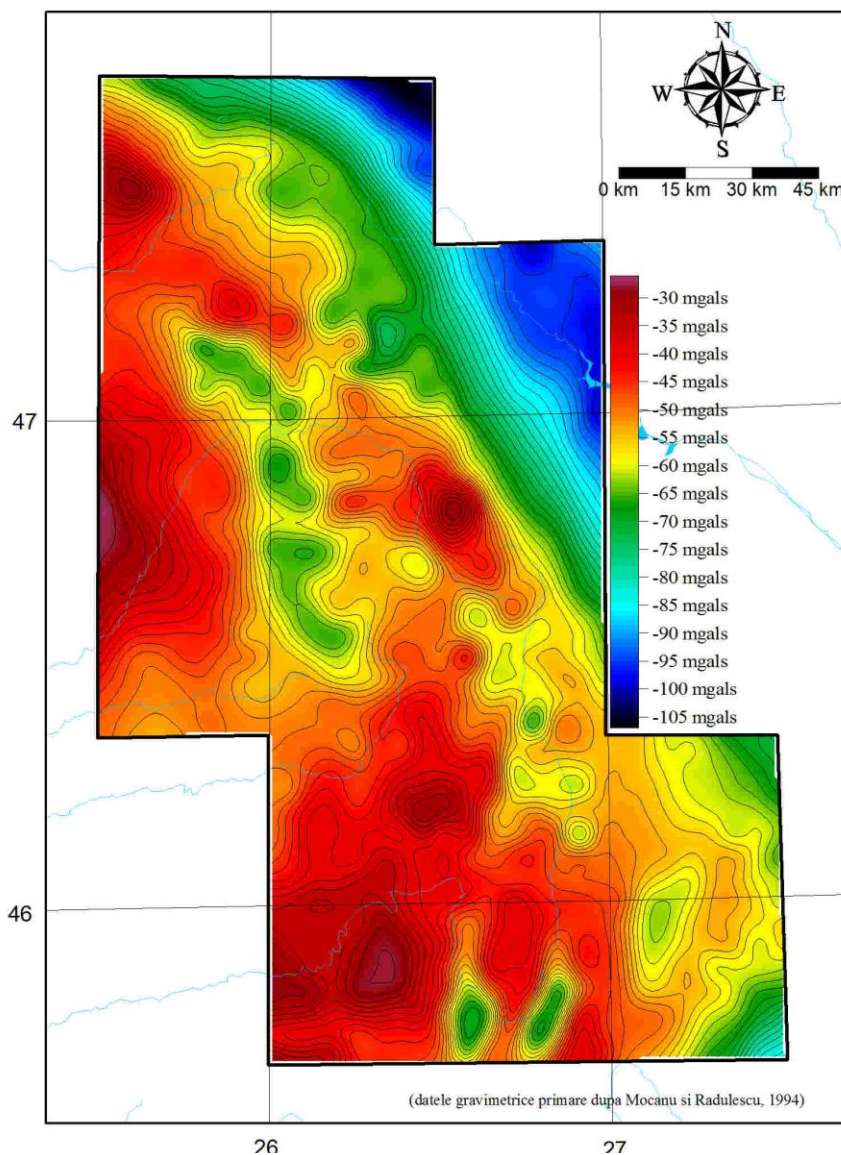 N
W E
S
0 km 15 km 30 km 45 km
-30 mgals
-35 mgals
-40 mgals
-45 mgals
-50 mgals
-55 mgals
-60 mgals
-65 mgals
-70 mgals
-75 mgals
-80 mgals
-85 mgals
-90 mgals
-95 mgals
-100 mgals
-105 mgals
47
46
(datele gravimetrice primare dupa Mocanu si Radulescu, 1994)
26 27